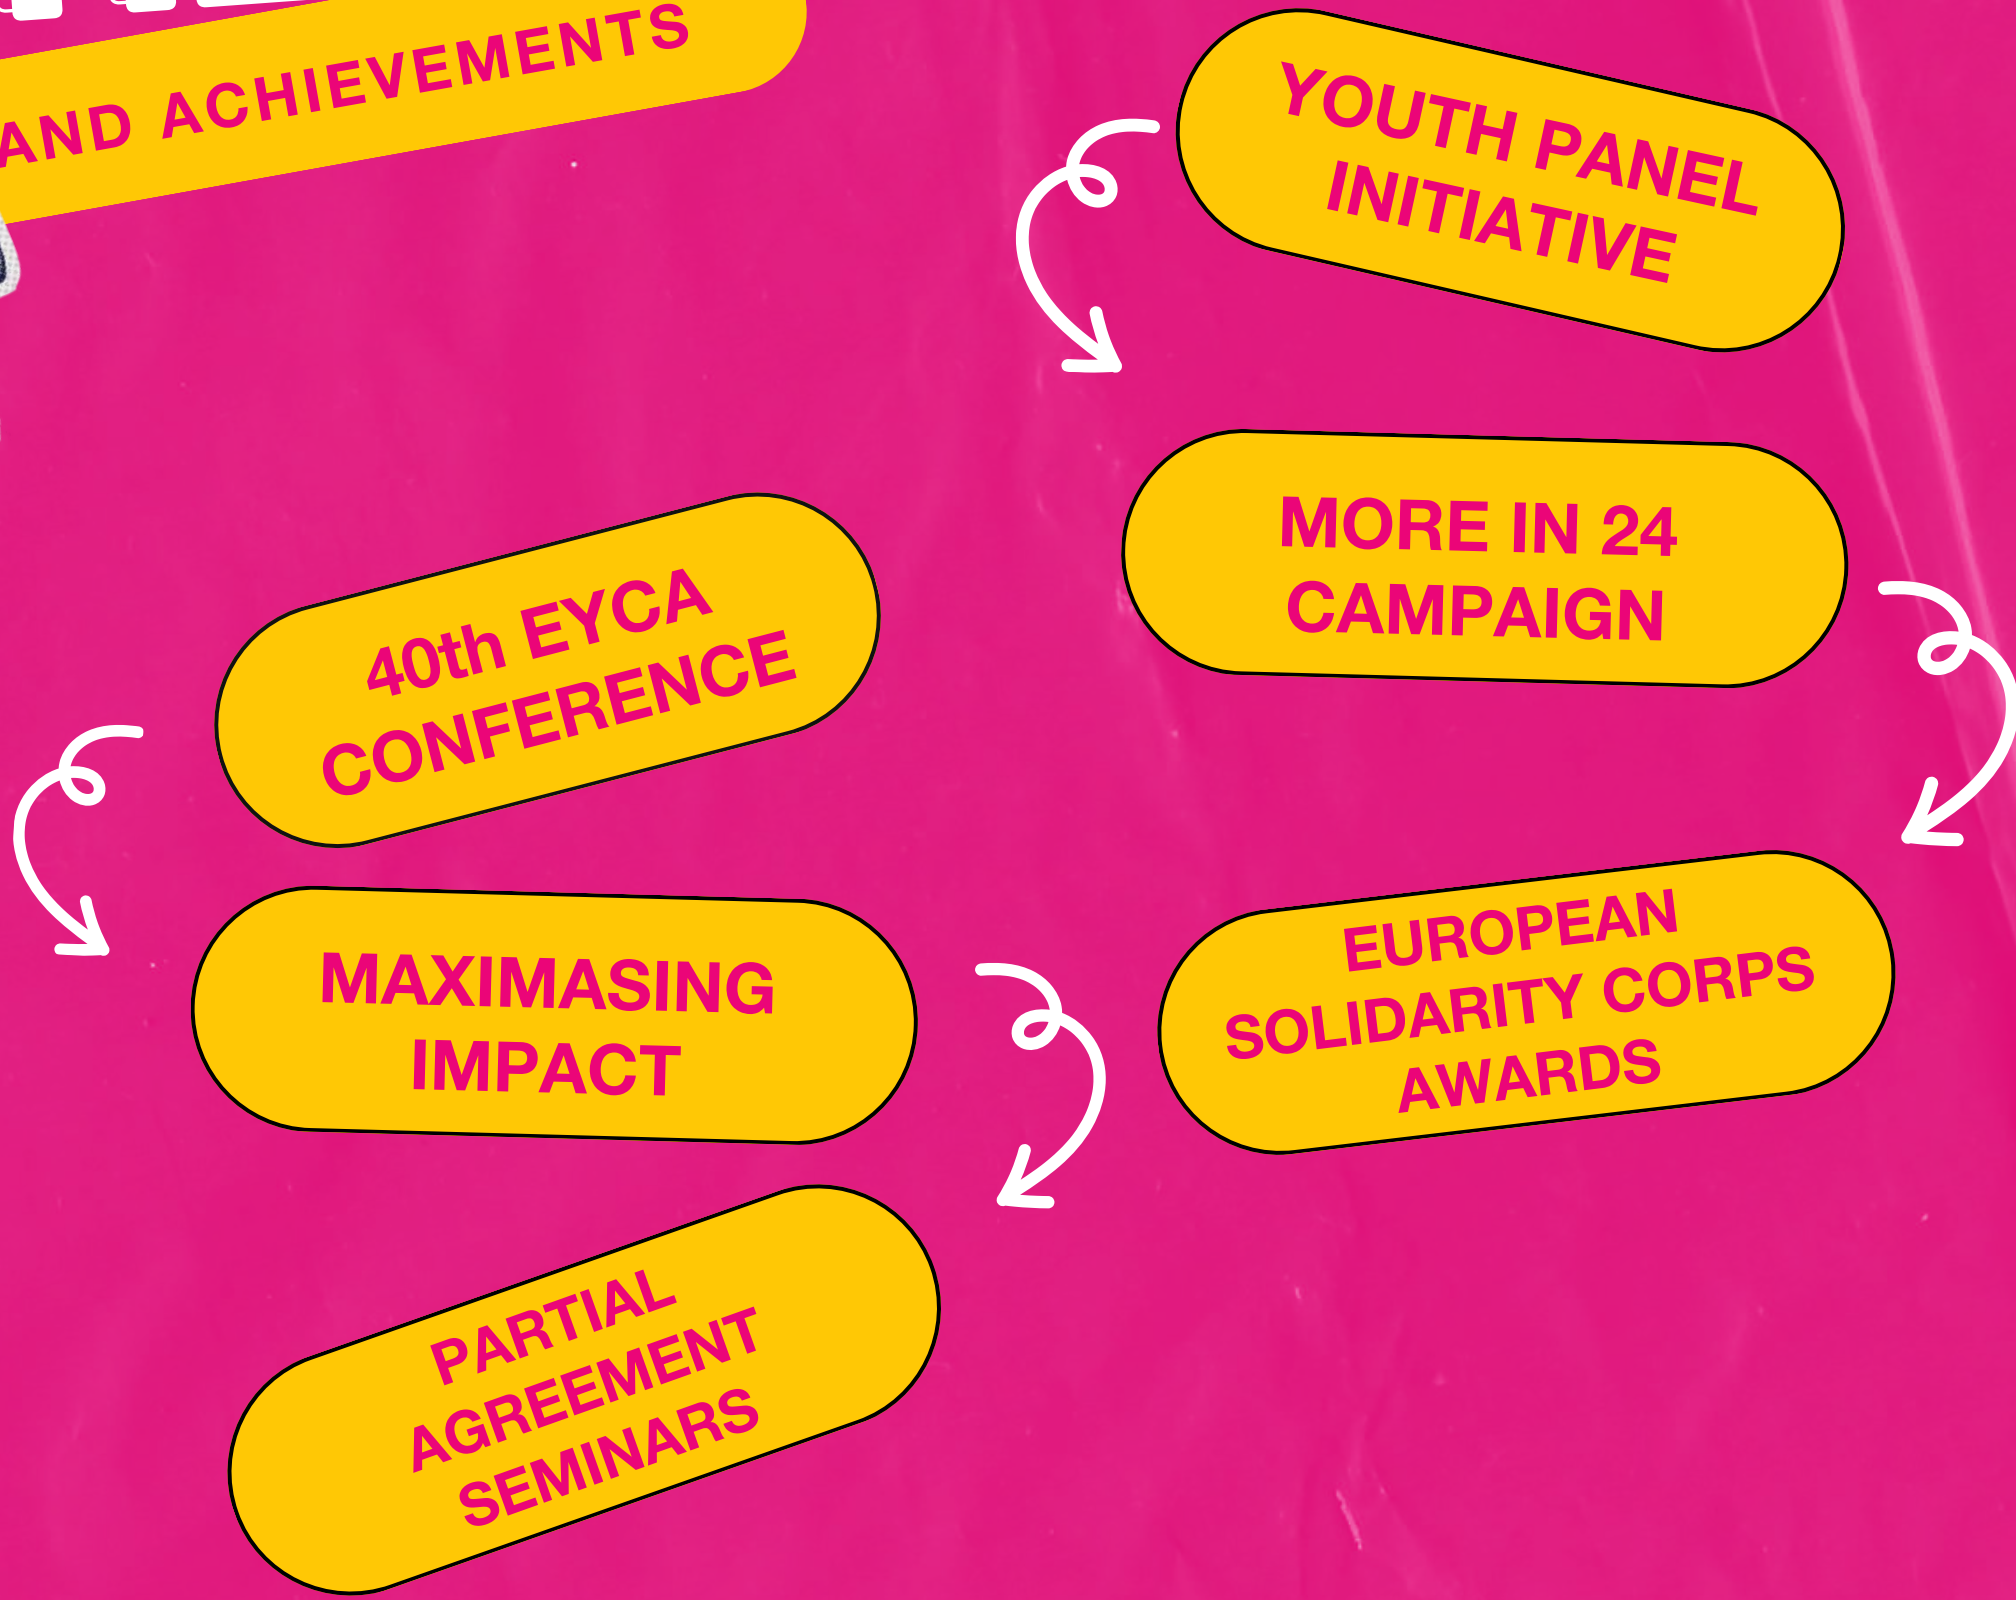 AND ACHIEVEMENTS
40th EYCA
CONFERENCE
MAXIMASING
IMPACT
PARTIAL
AGREEMENT
SEMINARS
YOUTH PANEL
INITIATIVE
MORE IN 24
CAMPAIGN
EUROPEAN
SOLIDARITY CORPS
AWARDS